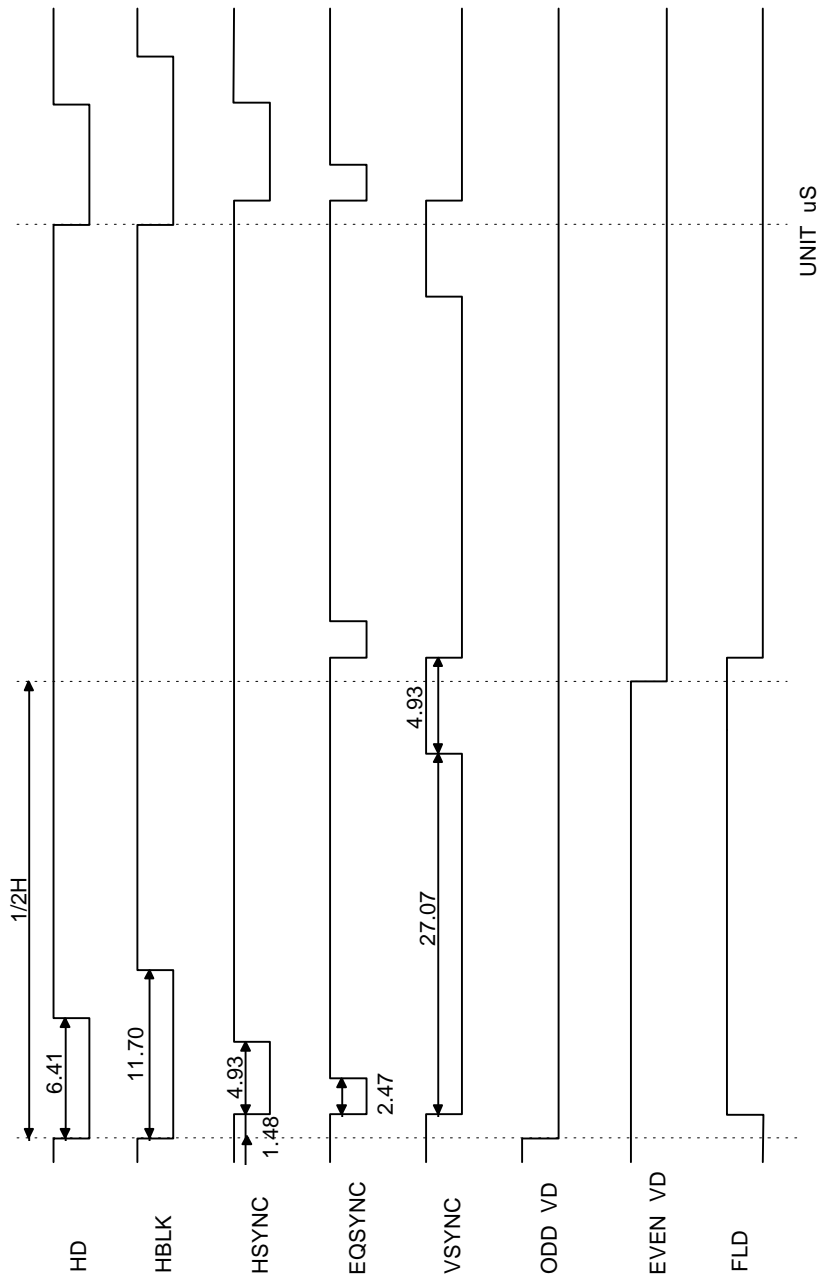 1/2H
HD
6.41
HBLK
11.70
HSYNC
4.93
1.48
EQSYNC
2.47
VSYNC
27.07
4.93
ODD VD
EVEN VD
FLD
UNIT uS